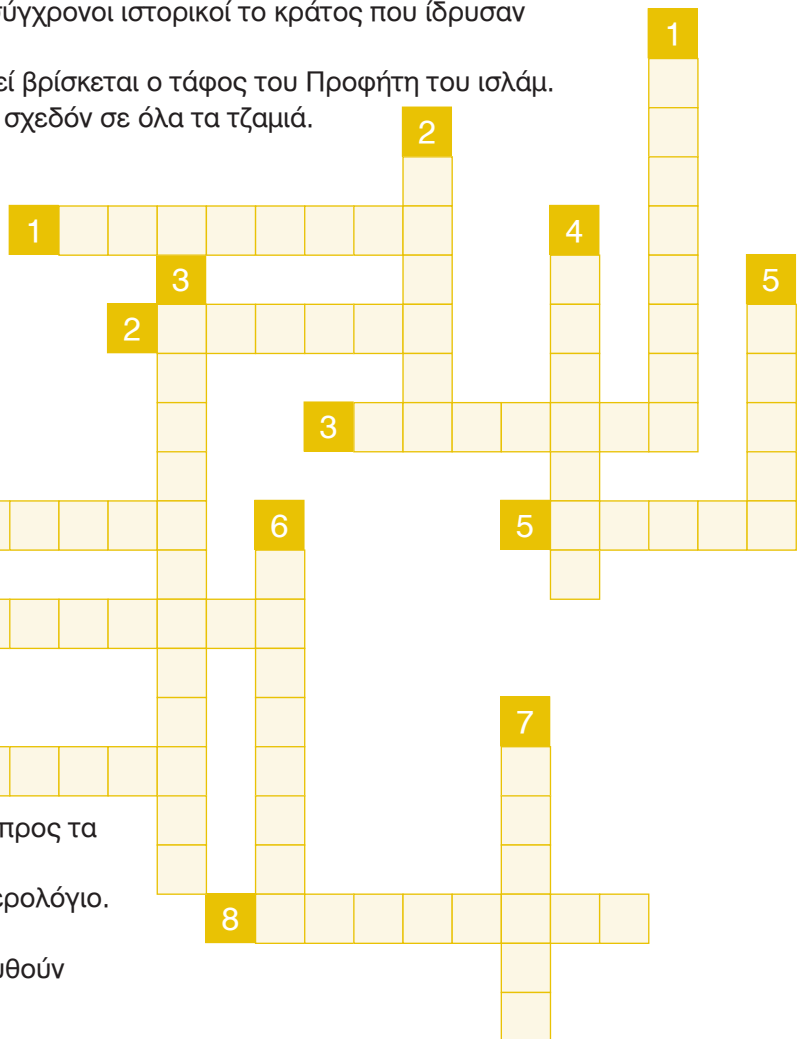 σύγχρονοι ιστορικοί το κράτος που ίδρυσαν
1
εί βρίσκεται ο τάφος του Προφήτη του ισλάμ.
σχεδόν σε όλα τα τζαμιά.
2
1 4
3 5
2
3
6 5
7
προς τα
ερολόγιο.
8
υθούν